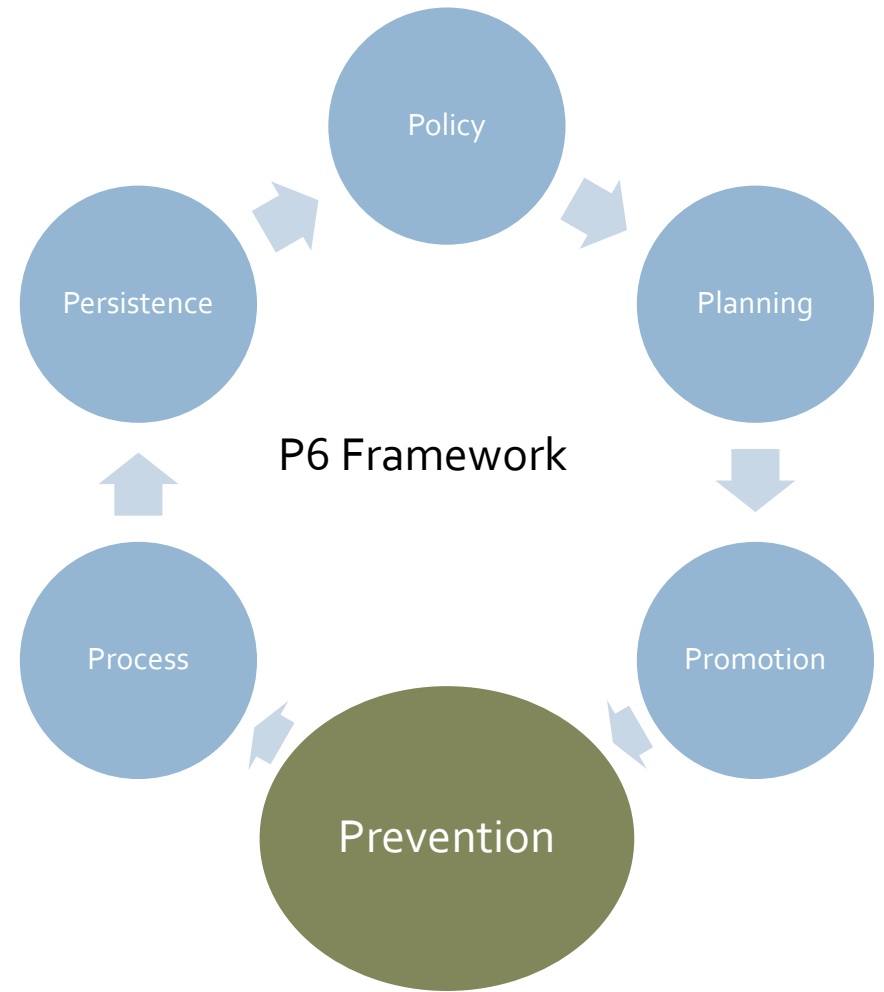 Policy
Planning
Promotion
Prevention
Process
Persistence
P6 Framework